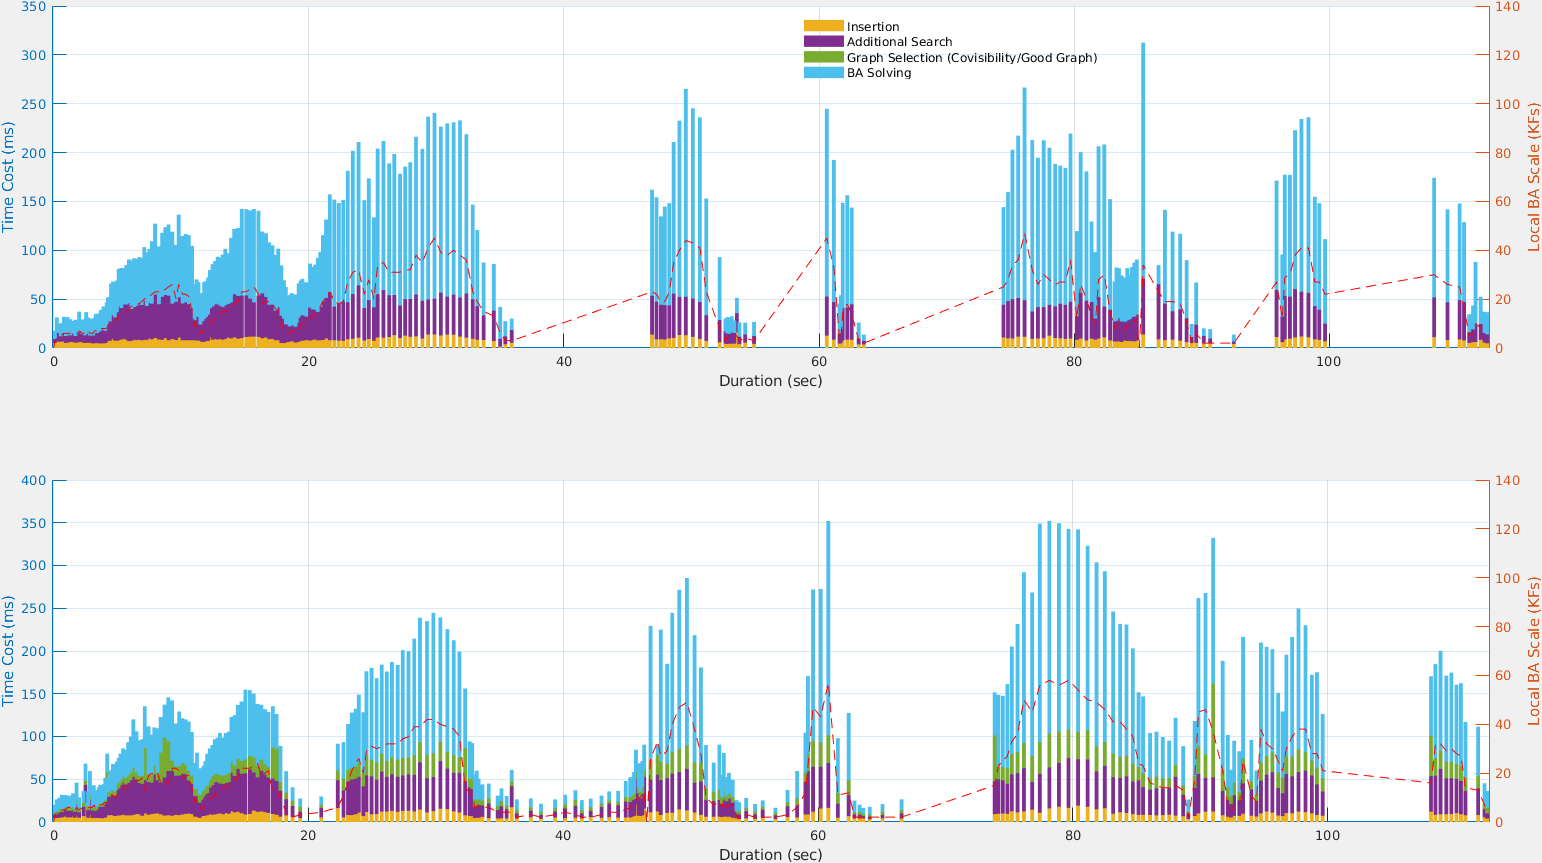 350
300
250
200
150
100
50
0
Time Cost (ms)
Insertion
Additional Search
Graph Selection (Covisibility/Good Graph)
BA Solving
140
120
100
80
60
40
20
0
Local BA Scale (KFs)
0 20 40 60 80 100
Duration (sec)
400
350
300
250
200
150
100
50
0
Time Cost (ms)
140
120
100
80
60
40
20
0
Local BA Scale (KFs)
0 20 40 60 80 100
Duration (sec)